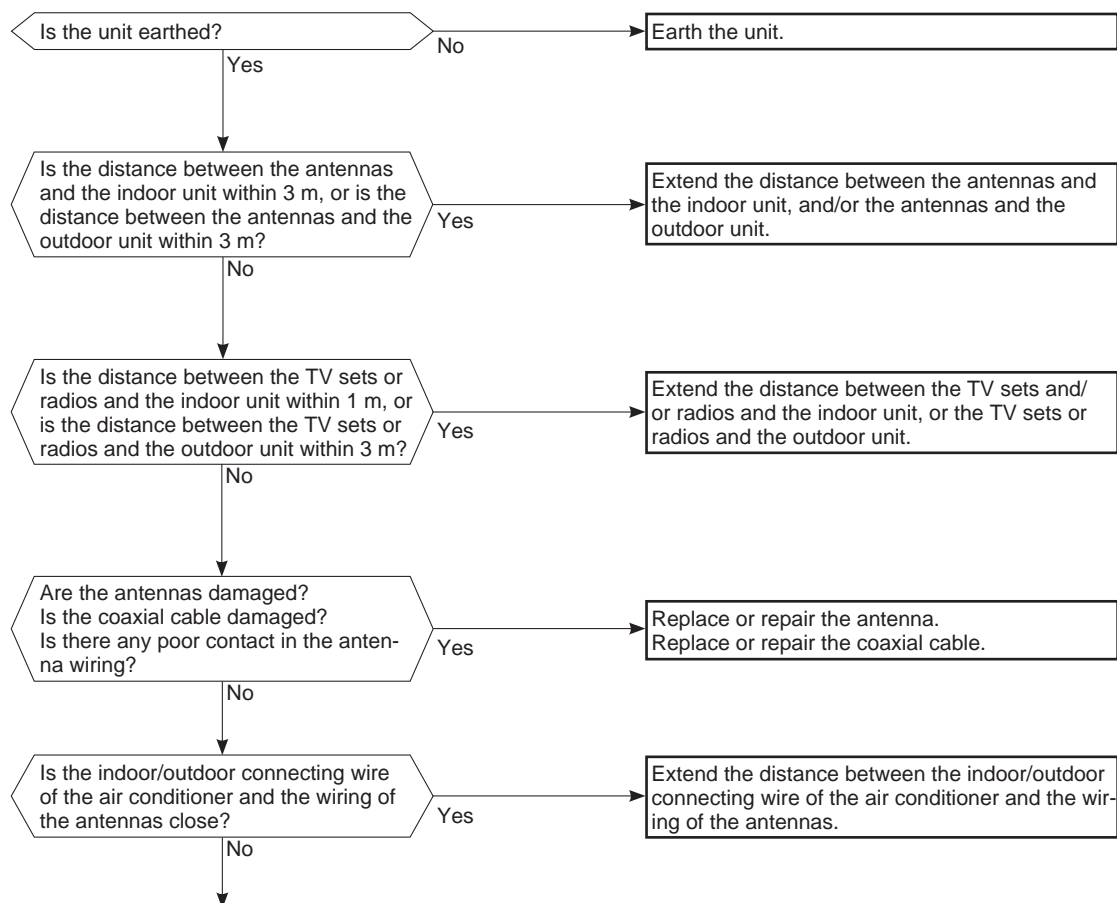 Is the unit earthed?
No
Earth the unit.
Yes
Is the distance between the antennas
and the indoor unit within 3 m, or is the
distance between the antennas and the
outdoor unit within 3 m?
Yes
Extend the distance between the antennas and
the indoor unit, and/or the antennas and the
outdoor unit.
No
Is the distance between the TV sets or
radios and the indoor unit within 1 m, or
is the distance between the TV sets or
radios and the outdoor unit within 3 m?
Yes
Extend the distance between the TV sets and/
or radios and the indoor unit, or the TV sets or
radios and the outdoor unit.
No
Are the antennas damaged?
Is the coaxial cable damaged?
Is there any poor contact in the anten-
na wiring?
Yes
Replace or repair the antenna.
Replace or repair the coaxial cable.
No
Is the indoor/outdoor connecting wire
of the air conditioner and the wiring of
the antennas close?
Yes
Extend the distance between the indoor/outdoor
connecting wire of the air conditioner and the wir-
ing of the antennas.
No